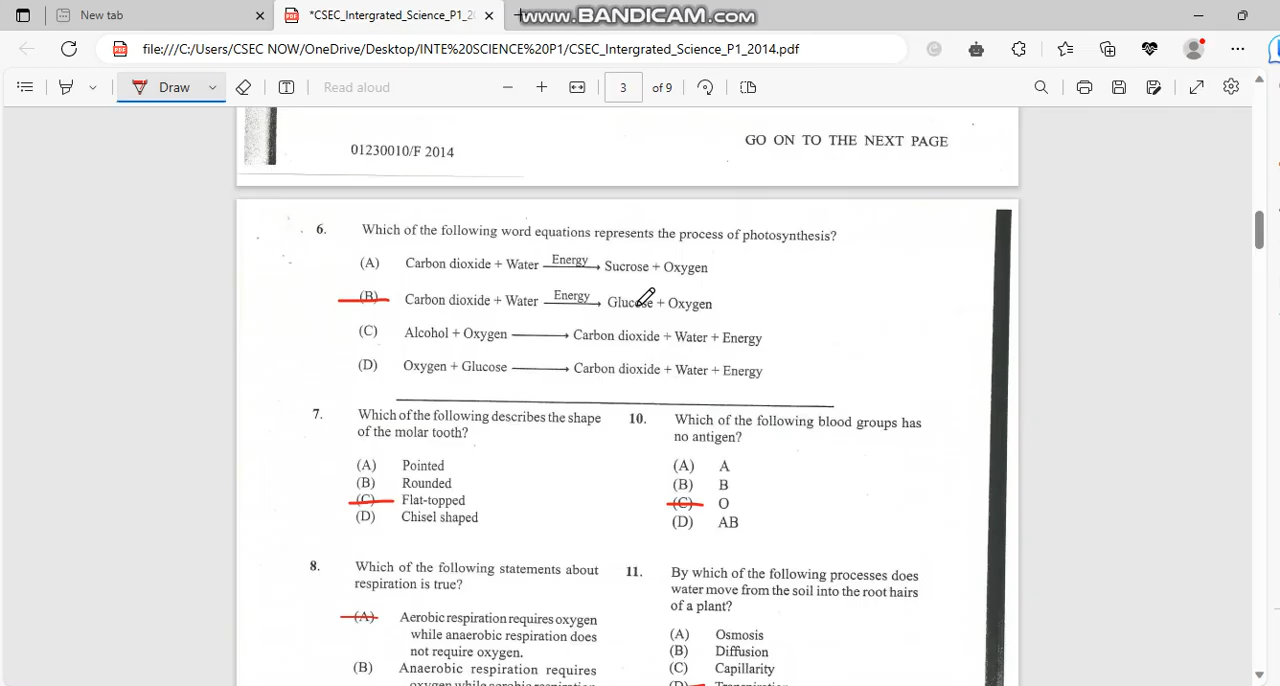 New tab
*CSEC_Intergrated_Science_P1_2
www.BANDICAM.com
file:///C:/Users/CSEC NOW/OneDrive/Desktop/INTE%20SCIENCE%20P1/CSEC_Intergrated_Science_P1_2014.pdf
Draw
Read aloud
3 of 9
01230010/F 2014
GO ON TO THE NEXT PAGE
6. Which of the following word equations represents the process of photosynthesis?
(A) Carbon dioxide + Water Energy → Sucrose + Oxygen
(B) Carbon dioxide + Water Energy → Glucose + Oxygen
(C) Alcohol + Oxygen → Carbon dioxide + Water + Energy
(D) Oxygen + Glucose → Carbon dioxide + Water + Energy
7. Which of the following describes the shape
of the molar tooth?
(A) Pointed
(B) Rounded
(C) Flat-topped
(D) Chisel shaped
8. Which of the following statements about
respiration is true?
(A) Aerobic respiration requires oxygen
while anaerobic respiration does
not require oxygen.
(B) Anaerobic respiration requires
oxygen while aerobic respiration
10. Which of the following blood groups has
no antigen?
(A) A
(B) B
(C) O
(D) AB
11. By which of the following processes does
water move from the soil into the root hairs
of a plant?
(A) Osmosis
(B) Diffusion
(C) Capillarity
(D) Transpiration